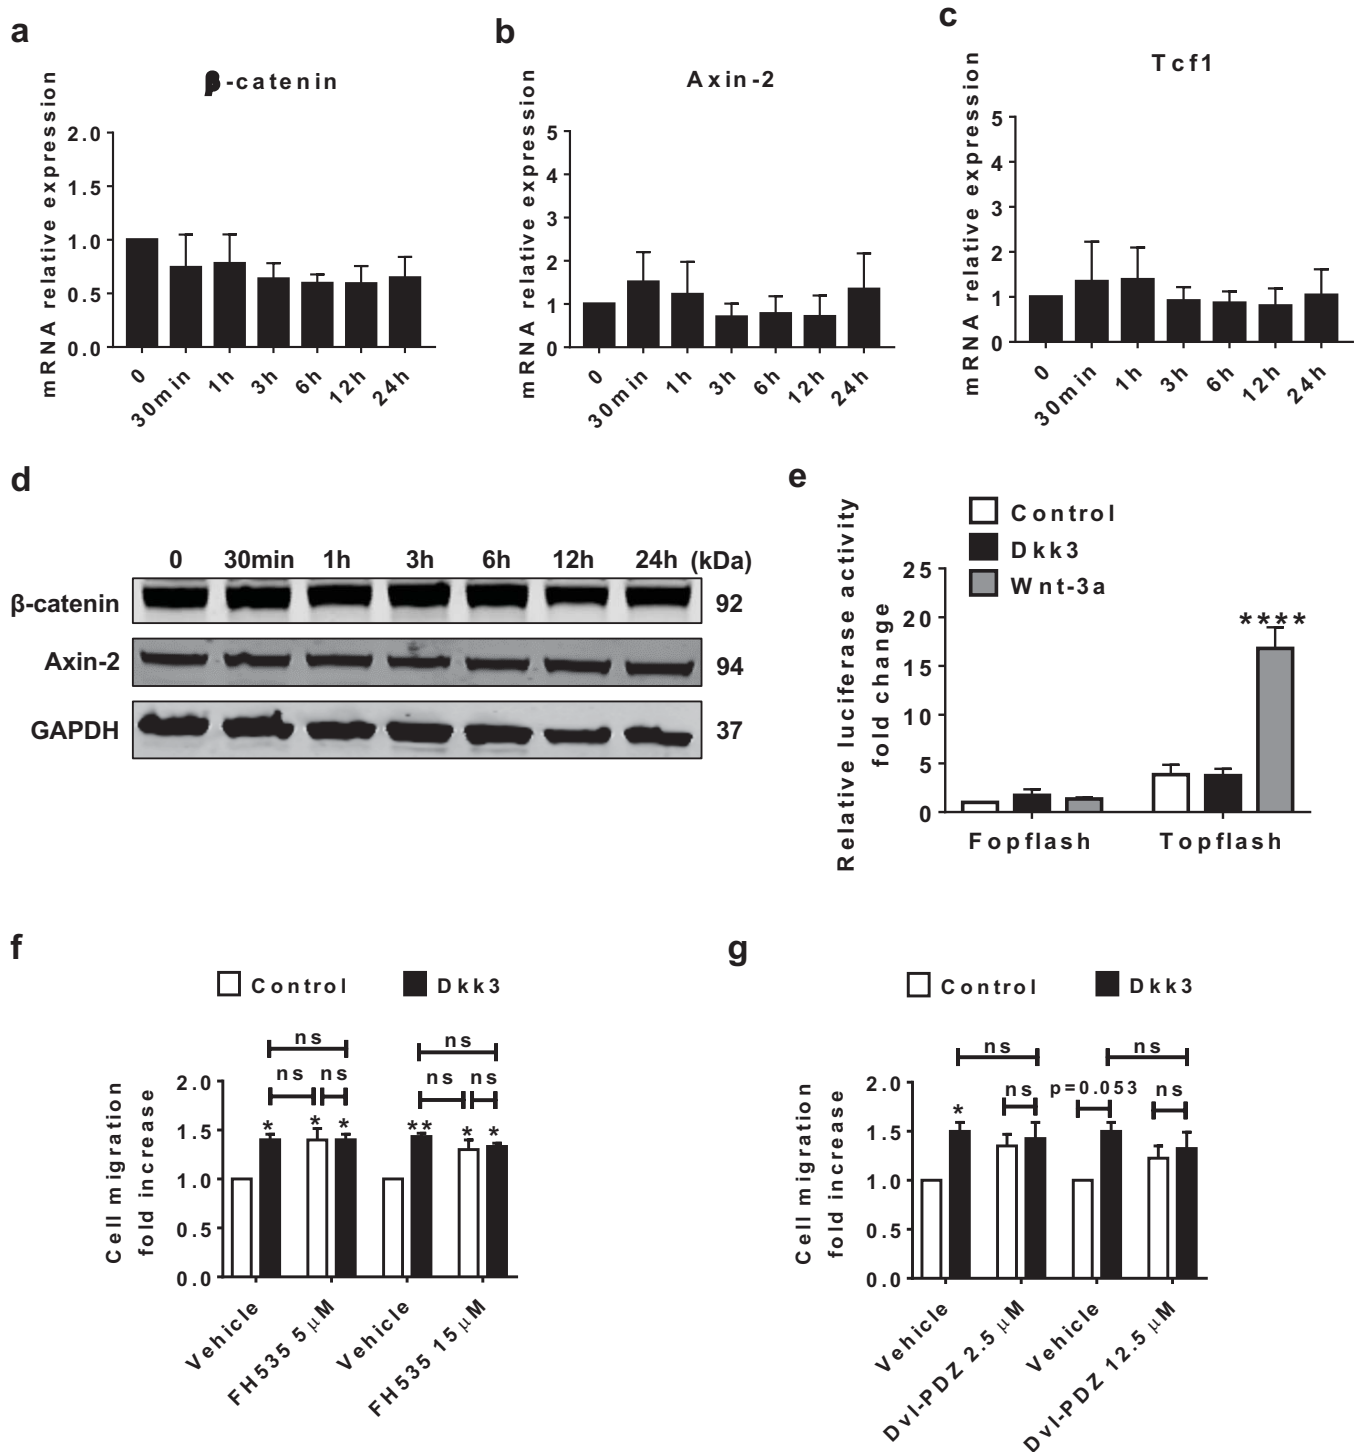 a
β-catenin
mRNA relative expression
2.0
1.5
1.0
0.5
0.0
0
30min
1h
3h
6h
12h
24h
b
Axin-2
mRNA relative expression
5
4
3
2
1
0
0
30min
1h
3h
6h
12h
24h
c
Tcf1
mRNA relative expression
5
4
3
2
1
0
0
30min
1h
3h
6h
12h
24h
d
0 30min 1h 3h 6h 12h 24h (kDa)
β-catenin 92
Axin-2 94
GAPDH 37
e
Control
Dkk3
Wnt-3a
Relative luciferase activity
fold change
25
20
15
10
5
0
****
Fopflash Topflash
f
Control Dkk3
Cell migration
fold increase
2.0
1.5
1.0
0.5
0.0
ns ns
ns ns ns ns
* * * ** * *
Vehicle
FH535 5 μM
Vehicle
FH535 15 μM
g
Control Dkk3
Cell migration
fold increase
2.0
1.5
1.0
0.5
0.0
ns ns
ns p=0.053 ns
*
Vehicle
Dvl-PDZ 2.5 μM
Vehicle
Dvl-PDZ 12.5 μM